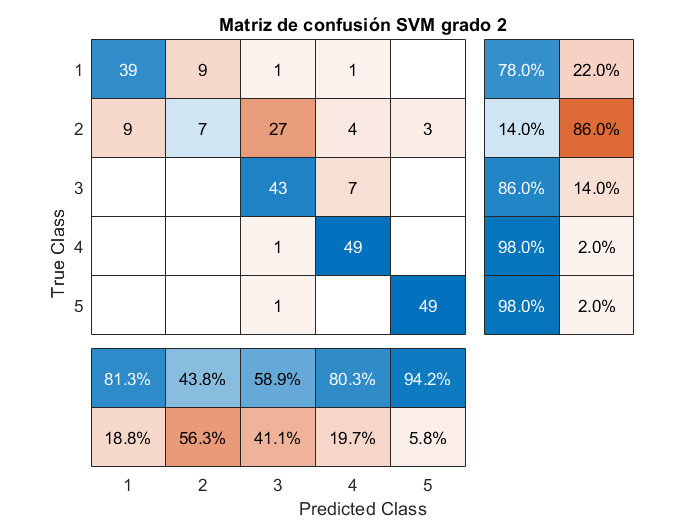 Matriz de confusión SVM grado 2
1 39 9 1 1 78.0% 22.0%
2 9 7 27 4 3 14.0% 86.0%
3 43 7 86.0% 14.0%
4 1 49 98.0% 2.0%
5 1 49 98.0% 2.0%
True Class
81.3% 43.8% 58.9% 80.3% 94.2%
18.8% 56.3% 41.1% 19.7% 5.8%
1 2 3 4 5
Predicted Class